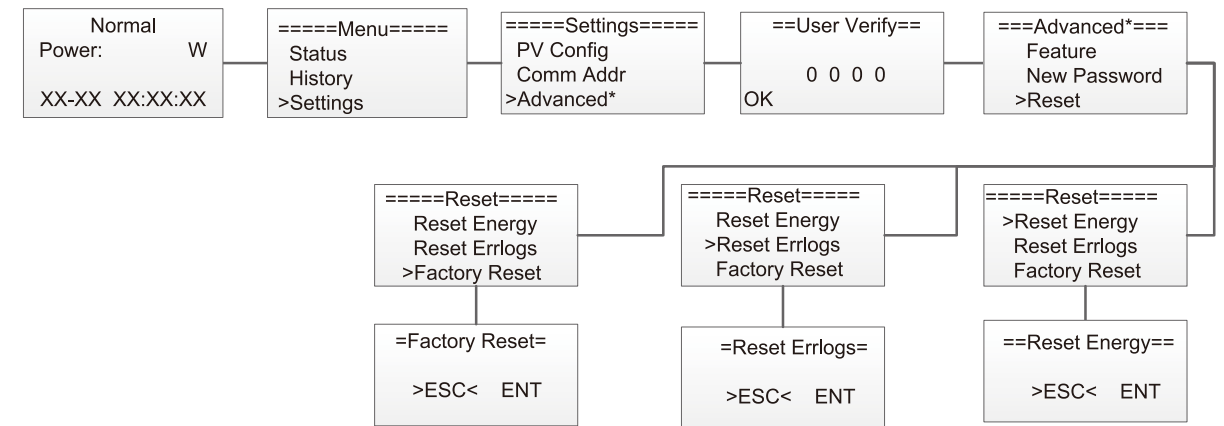 Normal
Power: W
XX-XX XX:XX:XX
=====Menu=====
Status
History
>Settings
=====Settings=====
PV Config
Comm Addr
>Advanced*
==User Verify==
0 0 0 0
OK
===Advanced*===
Feature
New Password
>Reset
=====Reset=====
Reset Energy
Reset Errlogs
>Factory Reset
=====Reset=====
Reset Energy
>Reset Errlogs
Factory Reset
=====Reset=====
>Reset Energy
Reset Errlogs
Factory Reset
=Factory Reset=
>ESC< ENT
=Reset Errlogs=
>ESC< ENT
==Reset Energy==
>ESC< ENT